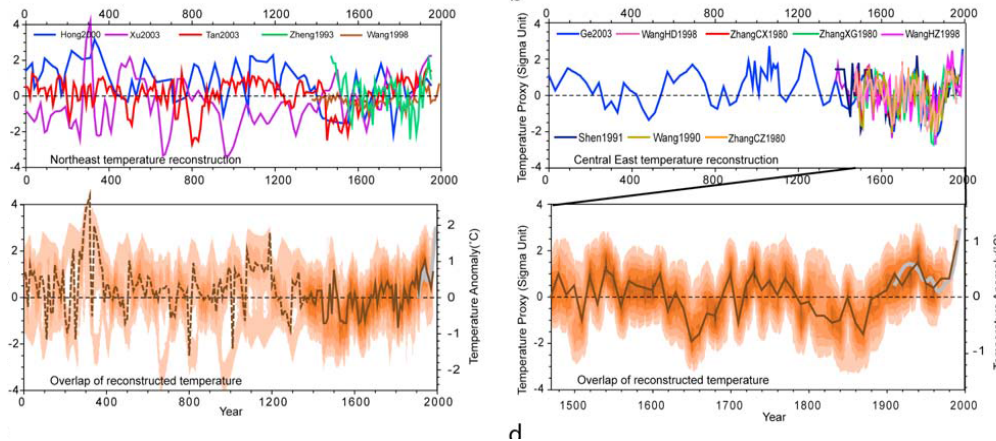 0 400 800 1200 1600 2000
0 400 800 1200 1600 2000
4
Hong2000 Xu2003 Tan2003 Zheng1993 Wang1998
2
0
-2
-4
Northeast temperature reconstruction
0 400 800 1200 1600 2000
Temperature Proxy (Sigma Unit)
4
Ge2003 WangHD1998 ZhangCX1980 ZhangXG1980 WangHZ1998
2
0
-2
-4
Shen1991 Wang1990 ZhangCZ1980
Central East temperature reconstruction
0 400 800 1200 1600 2000
4
2
0
-2
-4
2
1
0
-1
-2
Temperature Anomaly(°C)
Overlap of reconstructed temperature
0 400 800 1200 1600 2000
Year
Temperature Proxy (Sigma Unit)
4
2
0
-2
-4
1
0
-1
Overlap of reconstructed temperature
1500 1600 1700 1800 1900 2000
Year
d